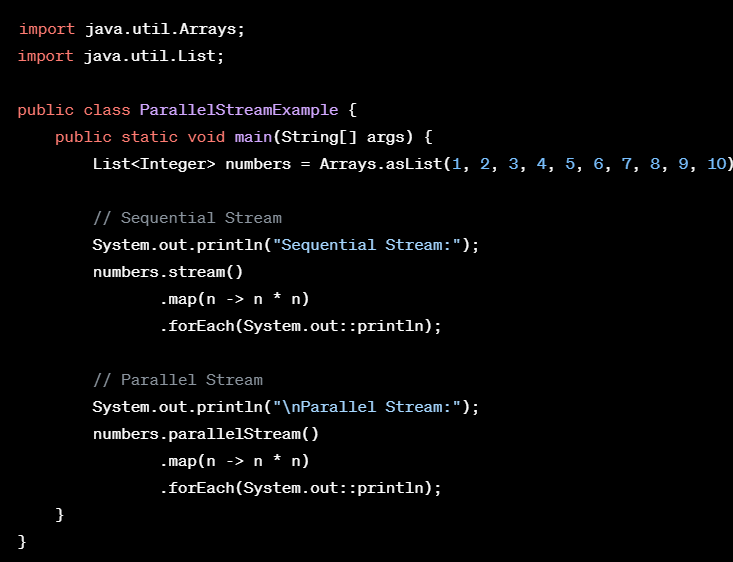 import java.util.Arrays;
import java.util.List;
public class ParallelStreamExample {
public static void main(String[] args) {
List<Integer> numbers = Arrays.asList(1, 2, 3, 4, 5, 6, 7, 8, 9, 10)
// Sequential Stream
System.out.println("Sequential Stream:");
numbers.stream()
.map(n -> n * n)
.forEach(System.out::println);
// Parallel Stream
System.out.println("\nParallel Stream:");
numbers.parallelStream()
.map(n -> n * n)
.forEach(System.out::println);
}
}